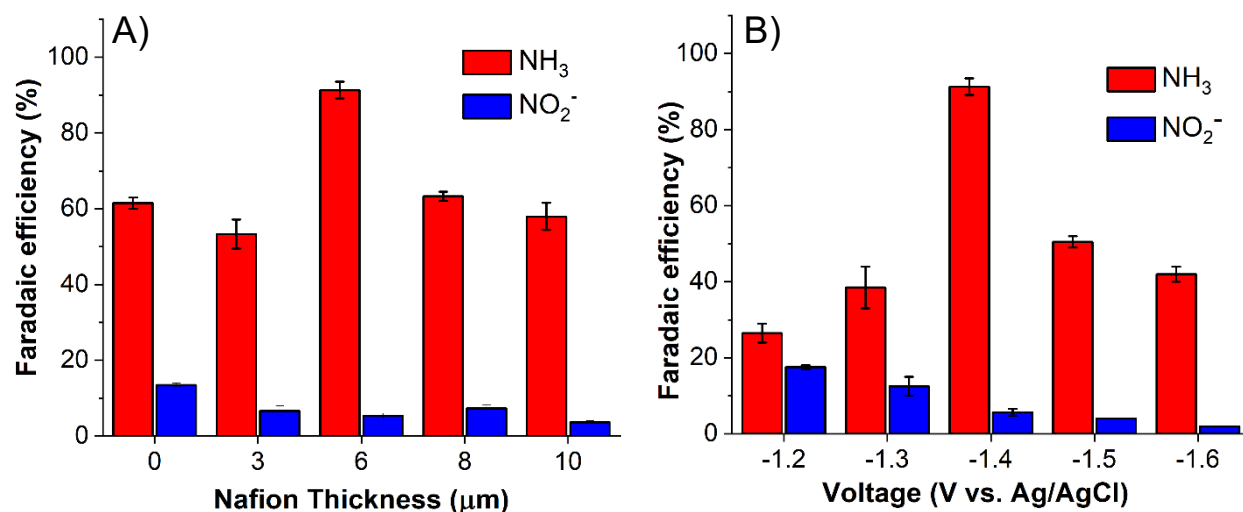 A)
NH₃
NO₂⁻
Faradaic efficiency (%)
100
80
60
40
20
0
0 3 6 8 10
Nafion Thickness (μm)
B)
NH₃
NO₂⁻
Faradaic efficiency (%)
100
80
60
40
20
0
-1.2 -1.3 -1.4 -1.5 -1.6
Voltage (V vs. Ag/AgCl)